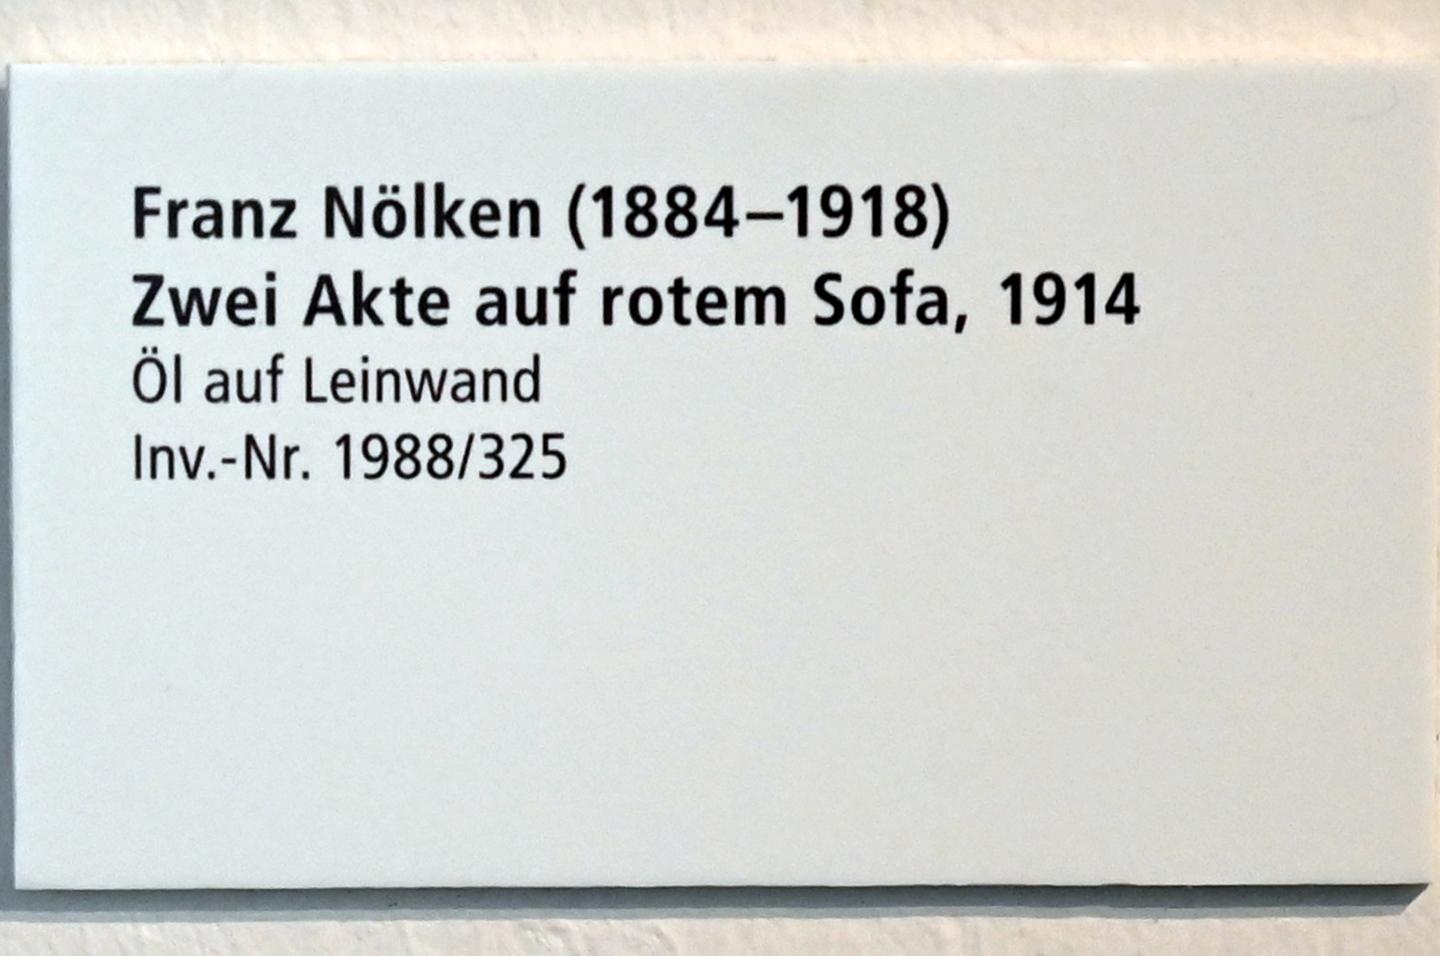 Franz Nölken (1884–1918)
Zwei Akte auf rotem Sofa, 1914
Öl auf Leinwand
Inv.-Nr. 1988/325